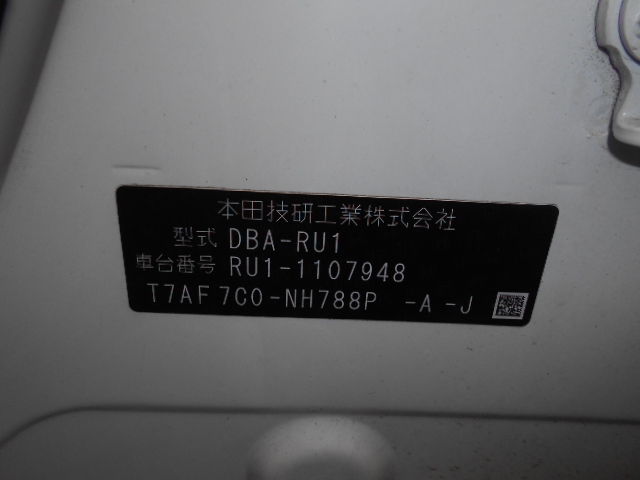 本田技研工業株式会社
型式 DBA-RU1
車台番号 RU1-1107948
T7AF7C0-NH788P -A -J